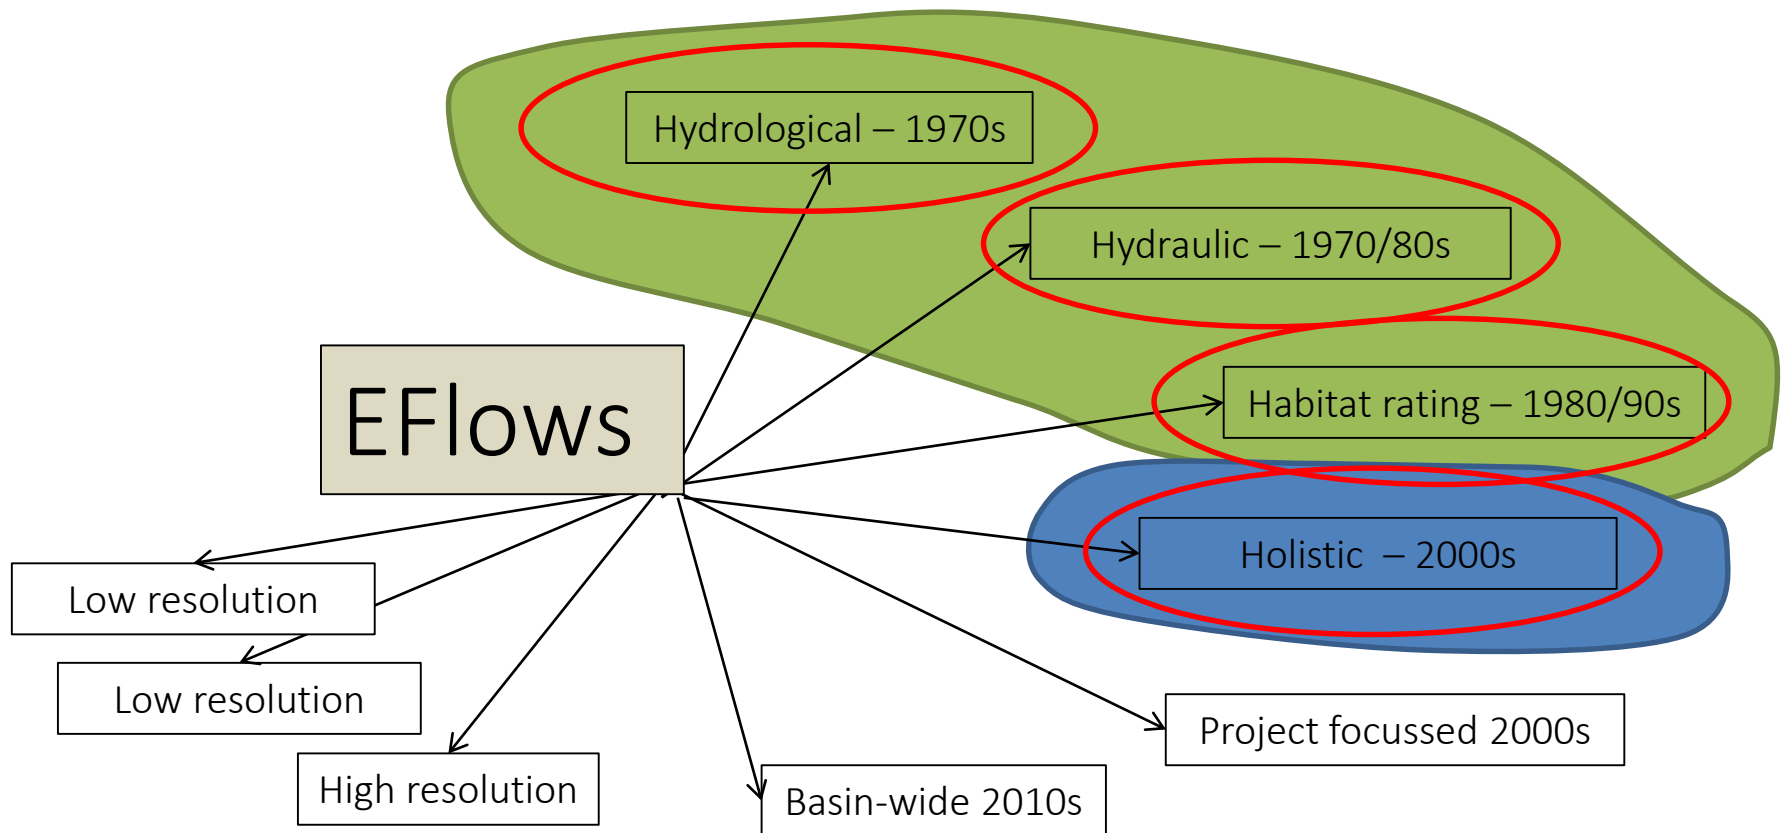 Hydrological – 1970s
Hydraulic – 1970/80s
EFlows
Habitat rating – 1980/90s
Holistic – 2000s
Low resolution
Low resolution
Project focussed 2000s
High resolution
Basin-wide 2010s